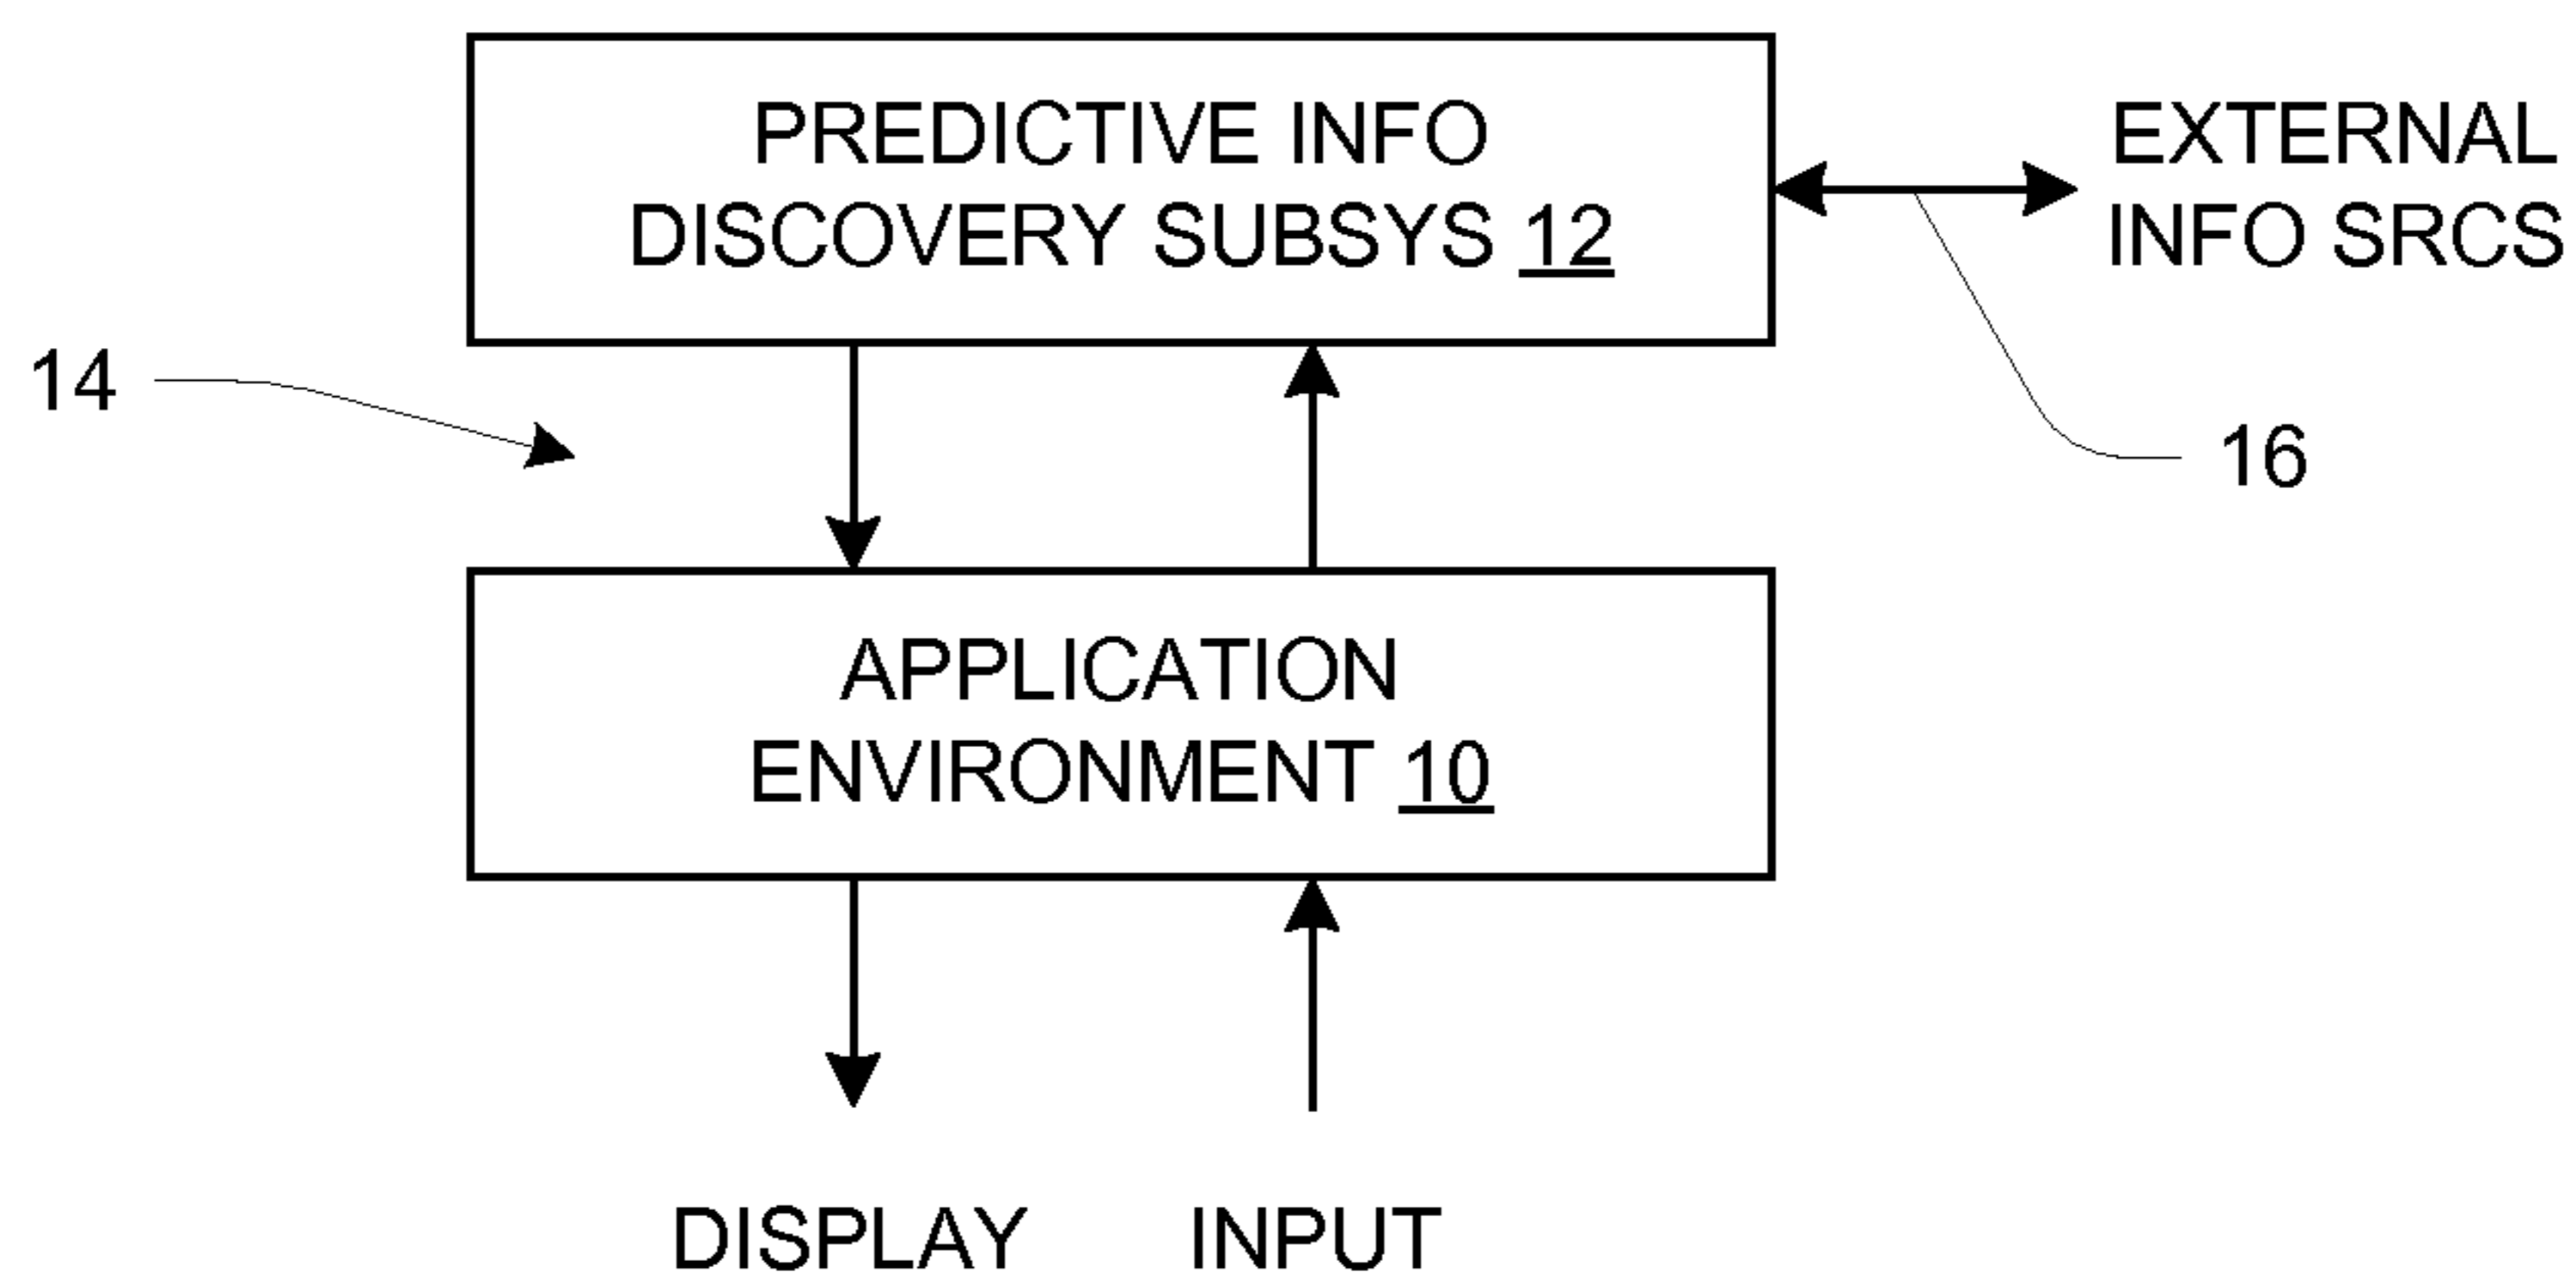 PREDICTIVE INFO
DISCOVERY SUBSYS 12
EXTERNAL
INFO SRCS
14
16
APPLICATION
ENVIRONMENT 10
DISPLAY
INPUT